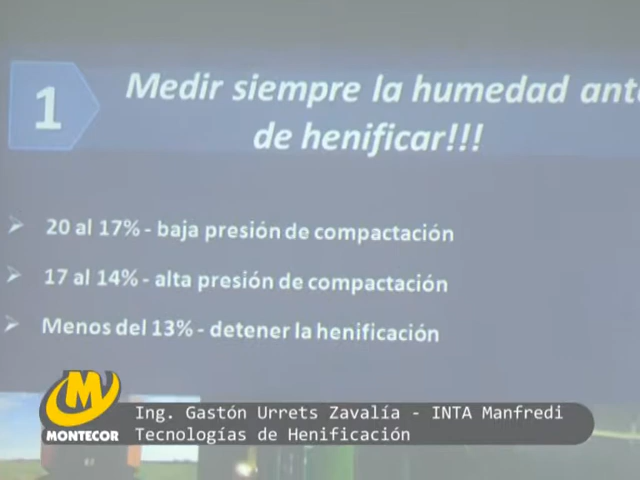 1
Medir siempre la humedad
de henificar!!!
20 al 17% - baja presión de compactación
17 al 14% - alta presión de compactación
Menos del 13% - detener la henificación
M
MONTECOR
Ing. Gastón Urrets Zavalía - INTA Manfredi
Tecnologías de Henificación